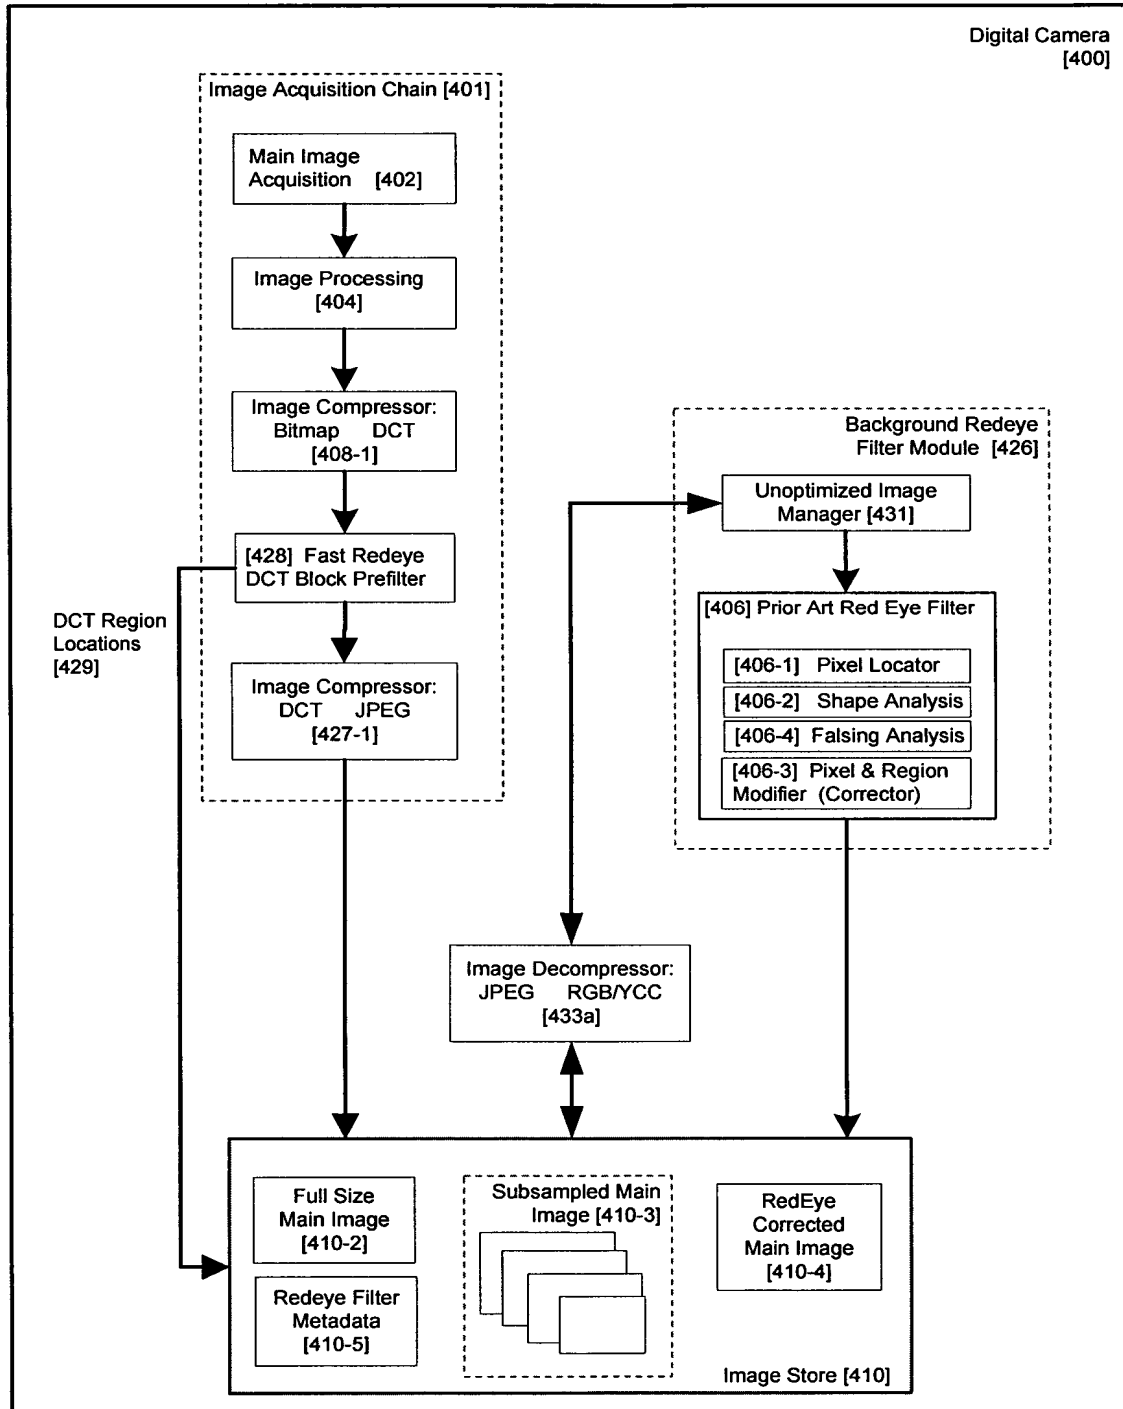 Digital Camera
[400]
Image Acquisition Chain [401]
Main Image
Acquisition [402]
Image Processing
[404]
Image Compressor:
Bitmap DCT
[408-1]
[428] Fast Redeye
DCT Block Prefilter
DCT Region
Locations
[429]
Image Compressor:
DCT JPEG
[427-1]
Background Redeye
Filter Module [426]
Unoptimized Image
Manager [431]
[406] Prior Art Red Eye Filter
[406-1] Pixel Locator
[406-2] Shape Analysis
[406-4] Falsing Analysis
[406-3] Pixel & Region
Modifier (Corrector)
Image Decompressor:
JPEG RGB/YCC
[433a]
Full Size
Main Image
[410-2]
Redeye Filter
Metadata
[410-5]
Subsampled Main
Image [410-3]
RedEye
Corrected
Main Image
[410-4]
Image Store [410]